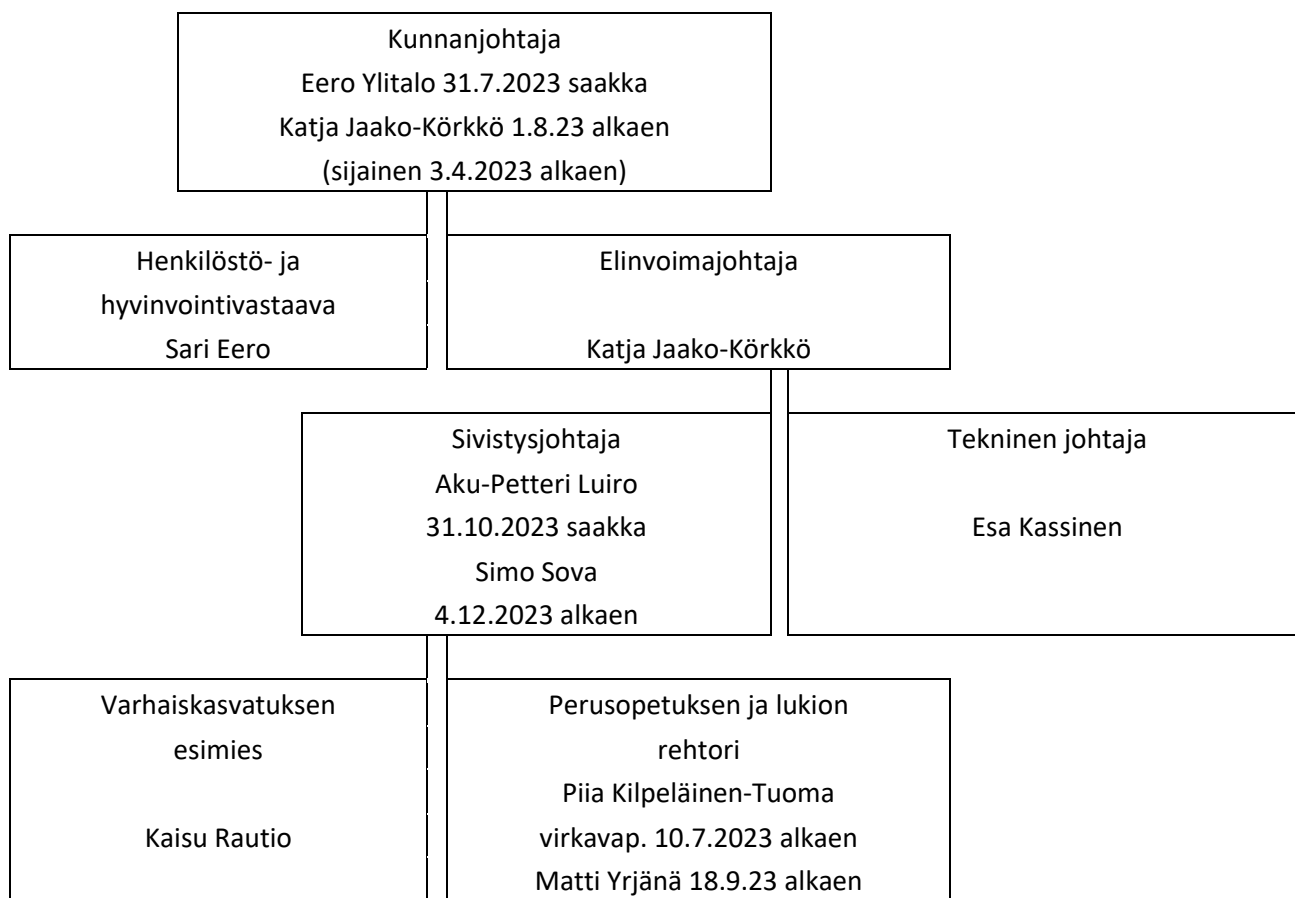 Kunnanjohtaja
Eero Ylitalo 31.7.2023 saakka
Katja Jaako-Körkkö 1.8.23 alkaen
(sijainen 3.4.2023 alkaen)
Henkilöstö- ja
hyvinvointivastaava
Sari Eero
Elinvoimajohtaja
Katja Jaako-Körkkö
Sivistysjohtaja
Aku-Petteri Luiro
31.10.2023 saakka
Simo Sova
4.12.2023 alkaen
Tekninen johtaja
Esa Kassinen
Varhaiskasvatuksen
esimies
Kaisu Rautio
Perusopetuksen ja lukion
rehtori
Piia Kilpeläinen-Tuoma
virkavap. 10.7.2023 alkaen
Matti Yrjänä 18.9.23 alkaen